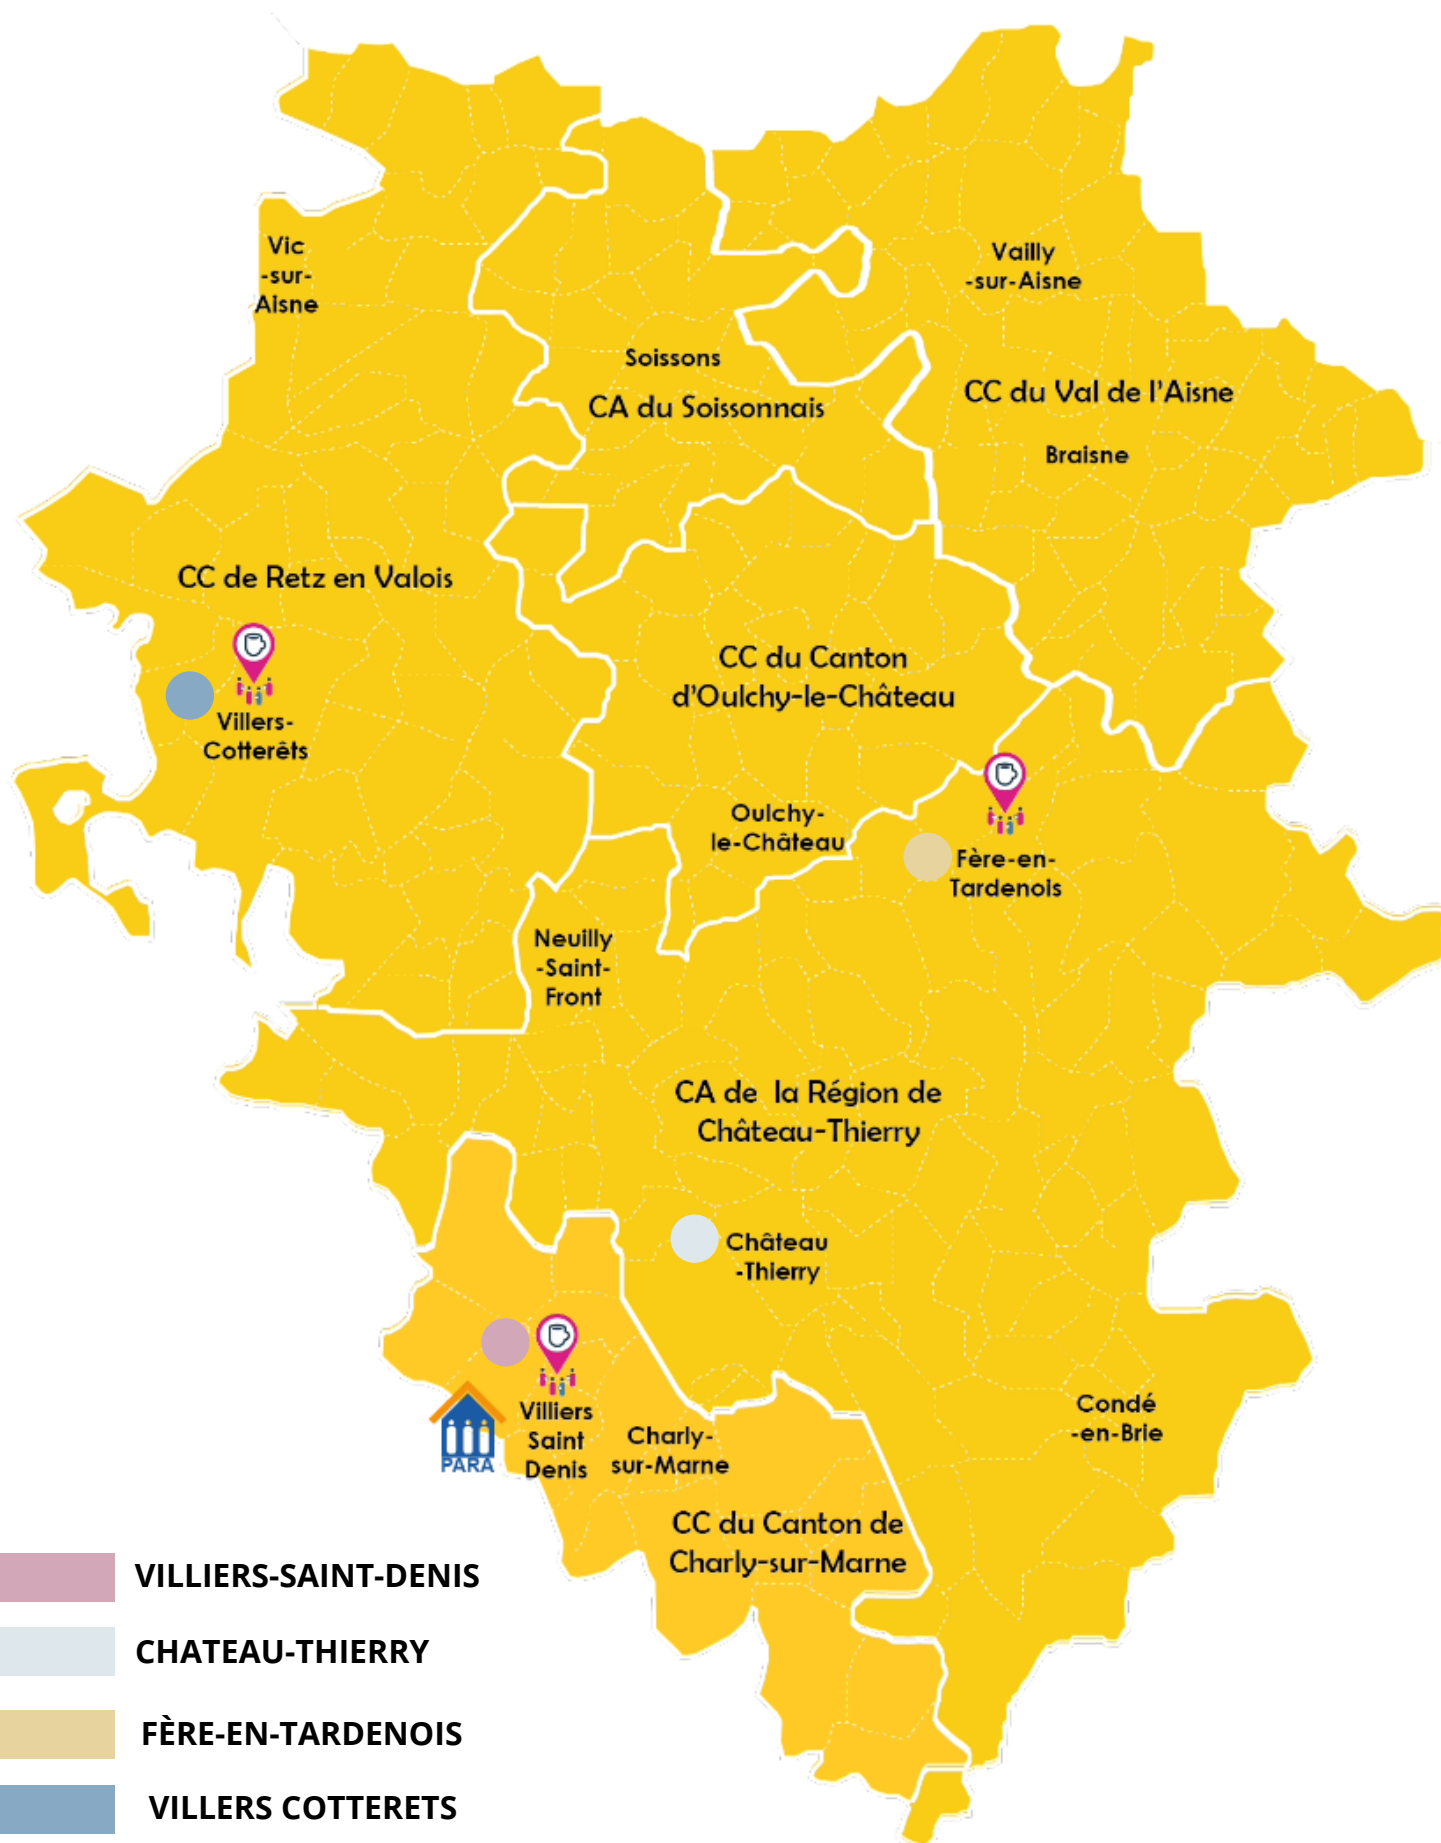 Vic
-sur-
Aisne
Vailly
-sur-Aisne
Soissons
CA du Soissonnais
CC du Val de l'Aisne
Braisne
CC de Retz en Valois
Villers-
Cotterêts
CC du Canton
d'Oulchy-le-Château
Oulchy-
le-Château
Fère-en-
Tardenois
Neuilly
-Saint-
Front
CA de la Région de
Château-Thierry
Château
-Thierry
Villiers
Saint
Denis
PARA
Charly-
sur-Marne
Condé
-en-Brie
CC du Canton de
Charly-sur-Marne
VILLIERS-SAINT-DENIS
CHATEAU-THIERRY
FÈRE-EN-TARDENOIS
VILLERS COTTERETS